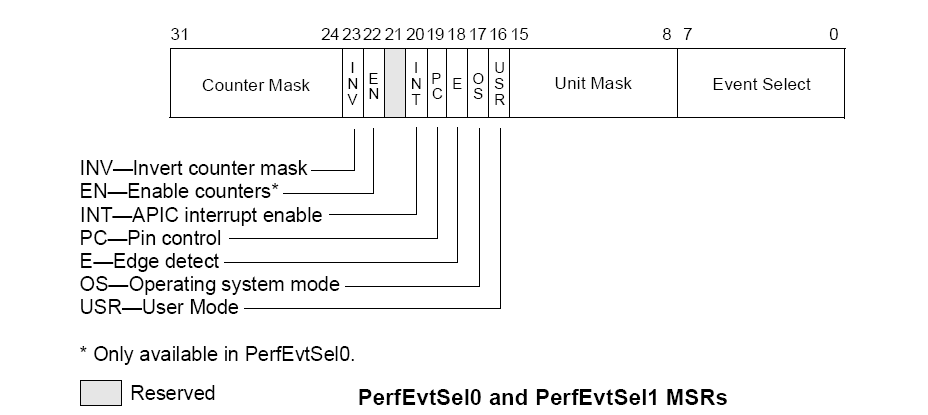 31 24 23 22 21 20 19 18 17 16 15 8 7 0
Counter Mask INV EN INT PC E OS USR Unit Mask Event Select
INV—Invert counter mask
EN—Enable counters*
INT—APIC interrupt enable
PC—Pin control
E—Edge detect
OS—Operating system mode
USR—User Mode
* Only available in PerfEvtSel0.
Reserved
PerfEvtSel0 and PerfEvtSel1 MSRs